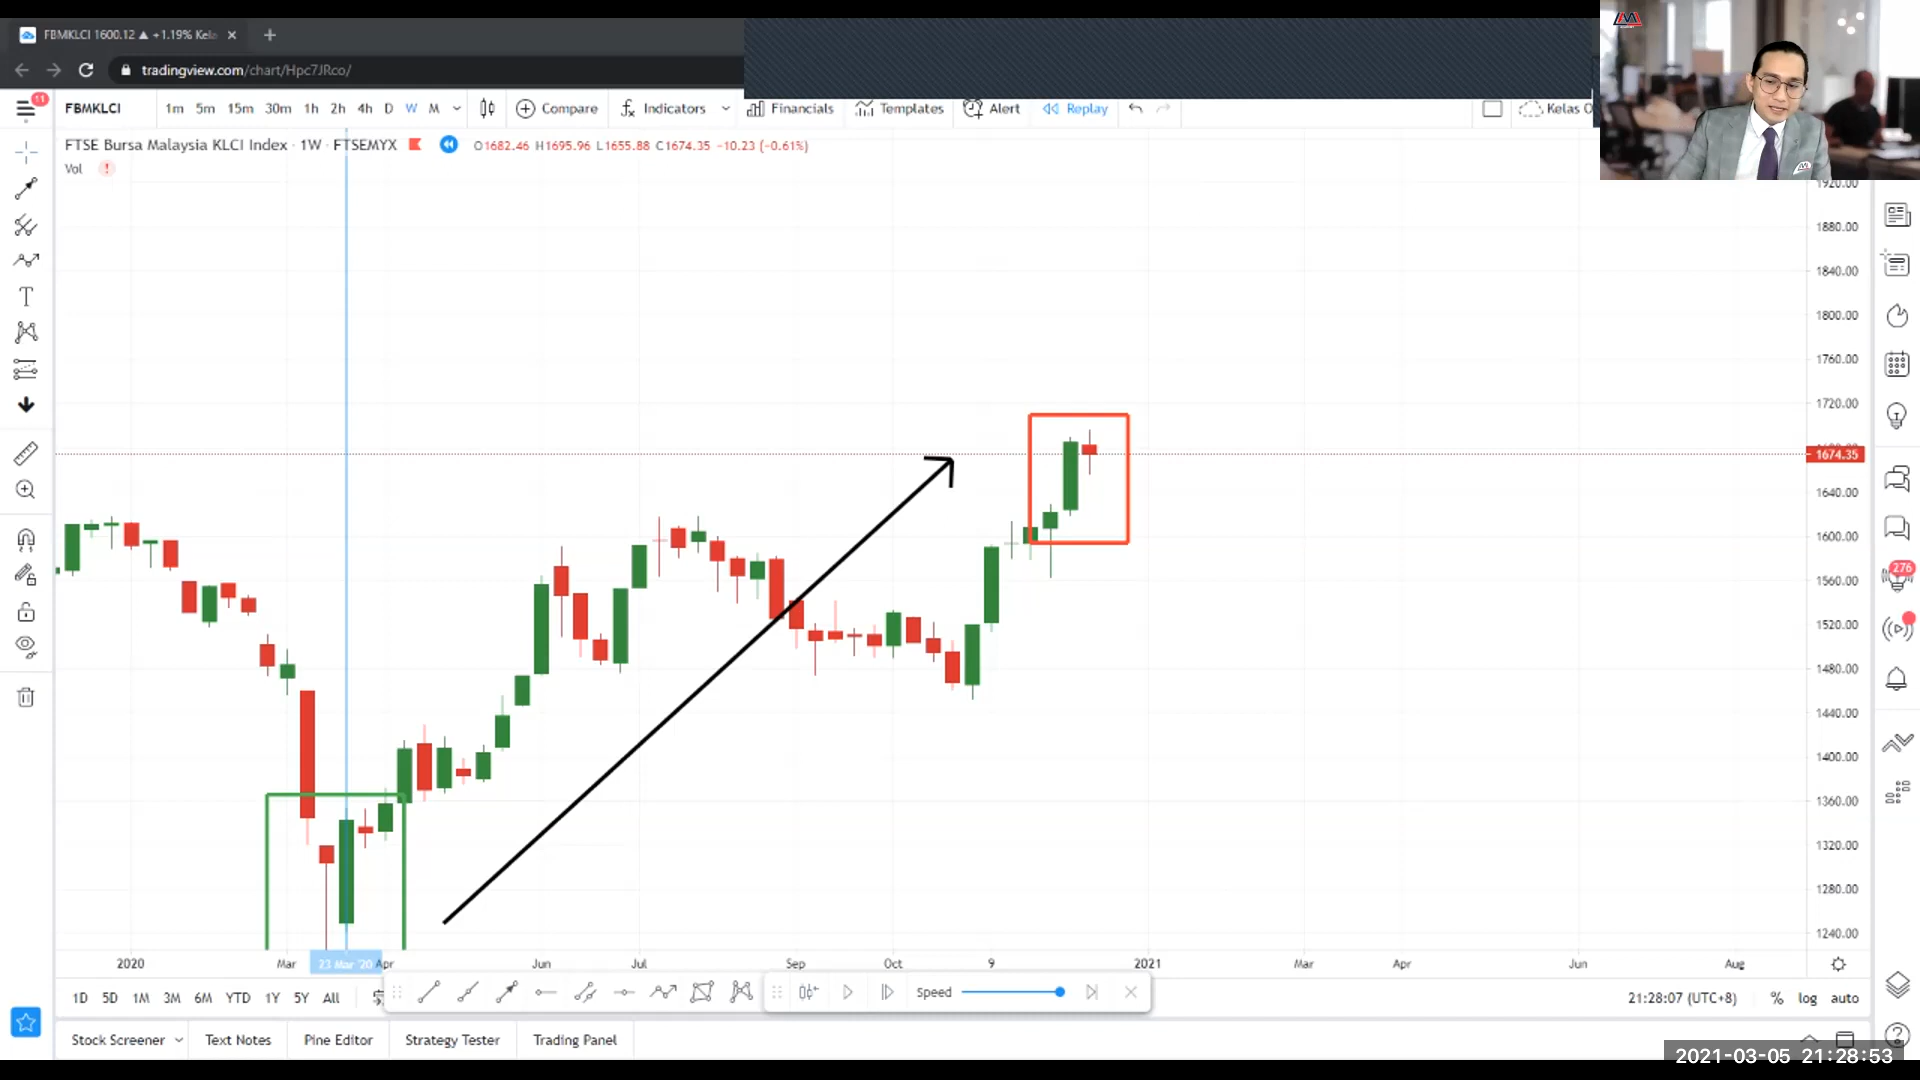 FBMKLCI 1600.12 ▲ +1.19% Kela
tradingview.com/chart/Hpc7JRco/
11
FBMKLCI 1m 5m 15m 30m 1h 2h 4h D W M Compare Indicators Financials Templates Alert Replay Kelas O
FTSE Bursa Malaysia KLCI Index · 1W · FTSEMYX O1682.46 H1695.96 L1655.88 C1674.35 −10.23 (−0.61%)
Vol !
1920.00
1880.00
1840.00
1800.00
1760.00
1720.00
1674.35
1640.00
1600.00
1560.00
276
1520.00
1480.00
1440.00
1400.00
1360.00
1320.00
1280.00
1240.00
2020 Mar 23 Mar '20 Apr Jun Jul Sep Oct 9 2021 Mar Apr Jun Aug
1D 5D 1M 3M 6M YTD 1Y 5Y All Speed 21:28:07 (UTC+8) % log auto
Stock Screener Text Notes Pine Editor Strategy Tester Trading Panel
2021-03-05 21:28:53